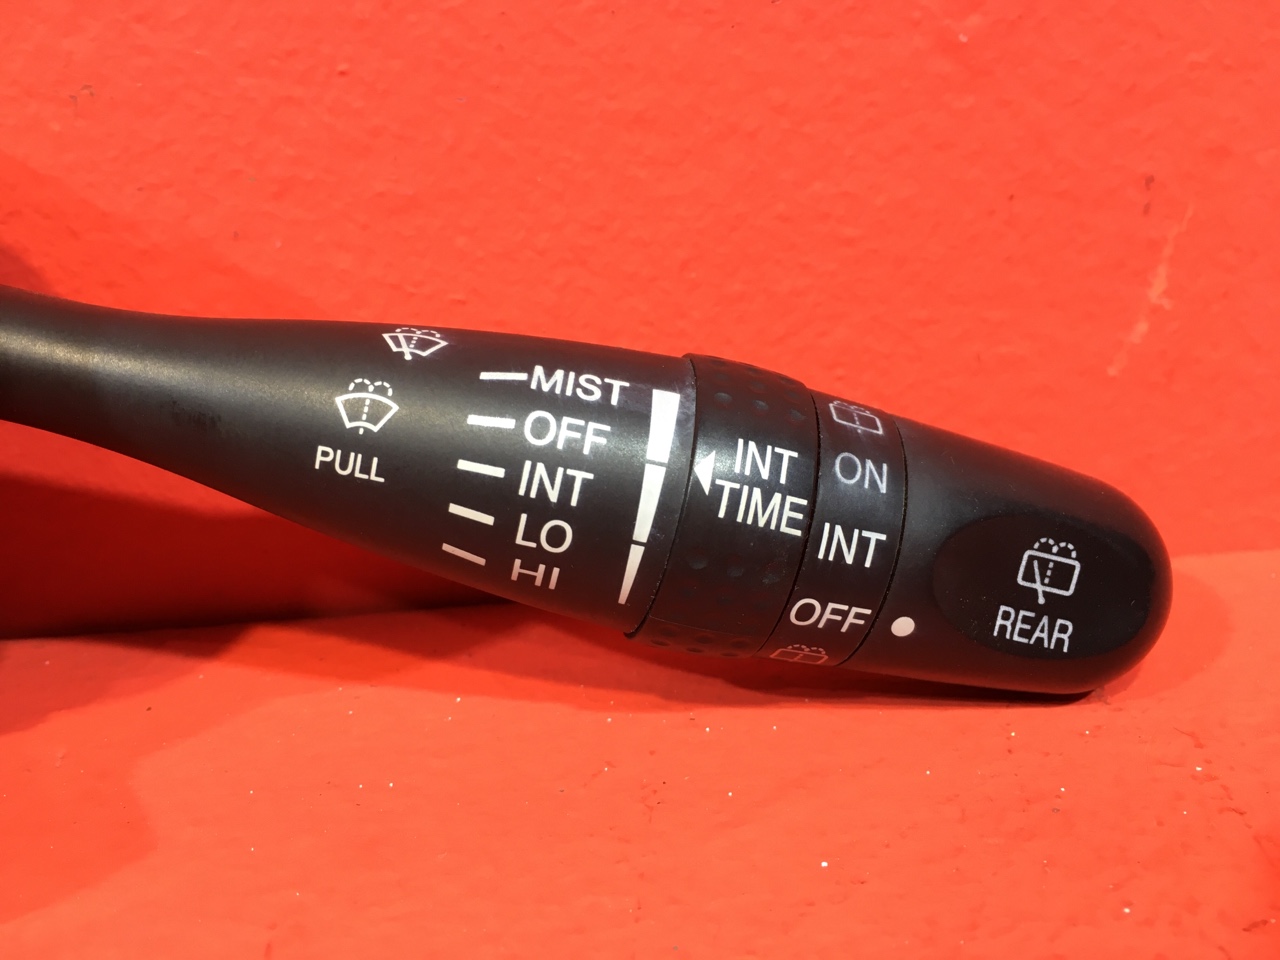 PULL
MIST
OFF
INT
LO
HI
INT
TIME
ON
INT
OFF
REAR